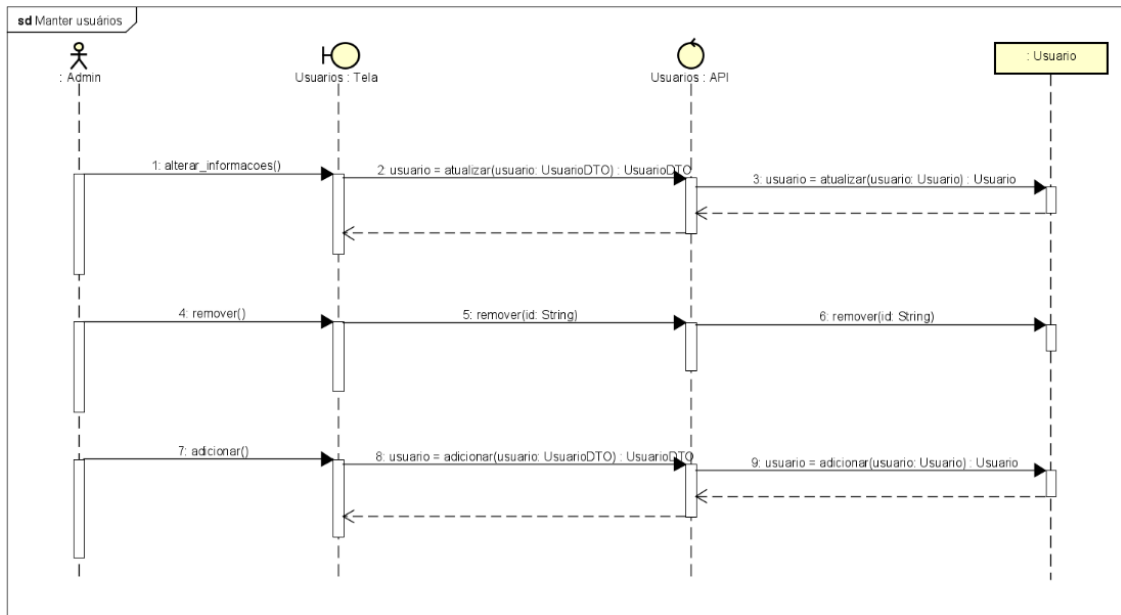 sd Manter usuários
: Admin
Usuarios : Tela
Usuarios : API
: Usuario
1: alterar_informacoes()
2: usuario = atualizar(usuario: UsuarioDTO) : UsuarioDTO
3: usuario = atualizar(usuario: Usuario) : Usuario
4: remover()
5: remover(id: String)
6: remover(id: String)
7: adicionar()
8: usuario = adicionar(usuario: UsuarioDTO) : UsuarioDTO
9: usuario = adicionar(usuario: Usuario) : Usuario